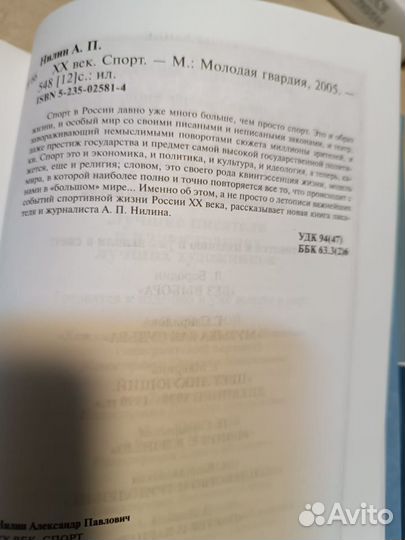 Нилин А. П.
XX век. Спорт. — М.: Молодая гвардия, 2005. —
548 [12]с.: ил.
ISBN 5-235-02581-4
Спорт в России давно уже много больше, чем просто спорт. Это и образ
жизни, и особый мир со своими писаными и неписаными законами, и театр,
завораживающий немыслимыми поворотами сюжета миллионы зрителей, и
даже престиж государства и предмет самой высокой государственной
ки. Спорт это и экономика, и политика, и культура, и идеология, а теперь,
жется, еще и религия; словом, это своего рода квинтэссенция жизни,
мира, в которой наиболее полно и точно повторяется все то, что происходит с
нами в «большом» мире... Именно об этом, а не просто о летописи важнейших
событий спортивной жизни России XX века, рассказывает новая книга писа-
теля и журналиста А. П. Нилина.
УДК 94(47)
ББК 63.3(2)6
Нилин Александр Павлович
XX ВЕК. СПОРТ
Avito